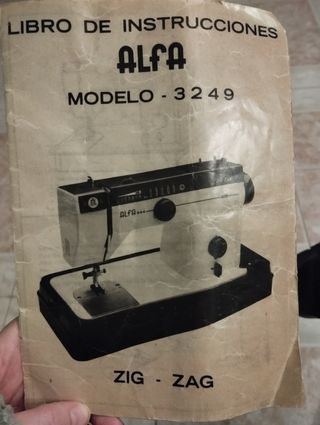 LIBRO DE INSTRUCCIONES
ALFA
MODELO - 3249
ALFA
ZIG - ZAG